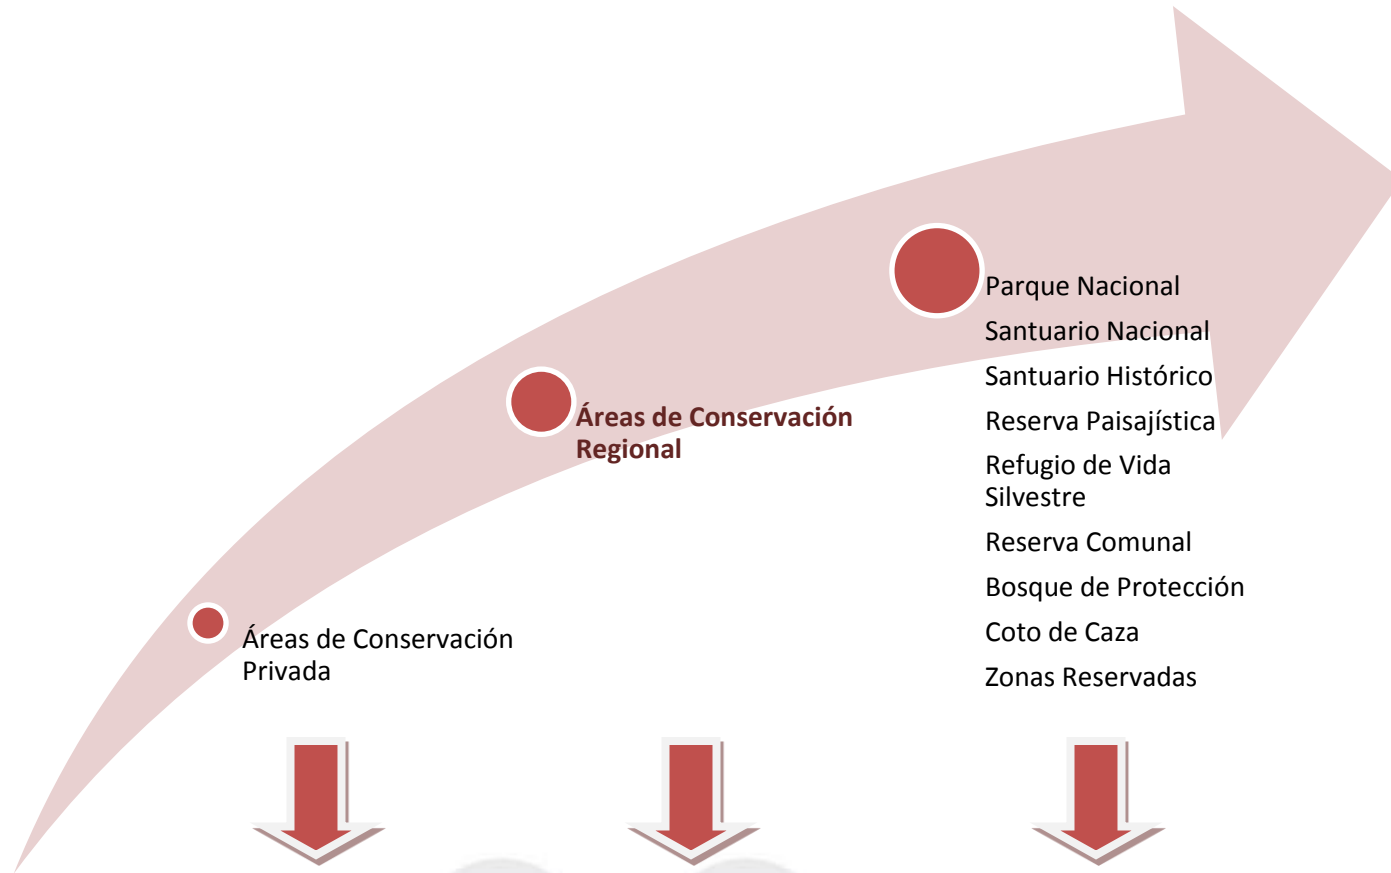 Parque Nacional
Santuario Nacional
Santuario Histórico
Reserva Paisajística
Refugio de Vida
Silvestre
Reserva Comunal
Bosque de Protección
Coto de Caza
Zonas Reservadas
Áreas de Conservación
Regional
Áreas de Conservación
Privada